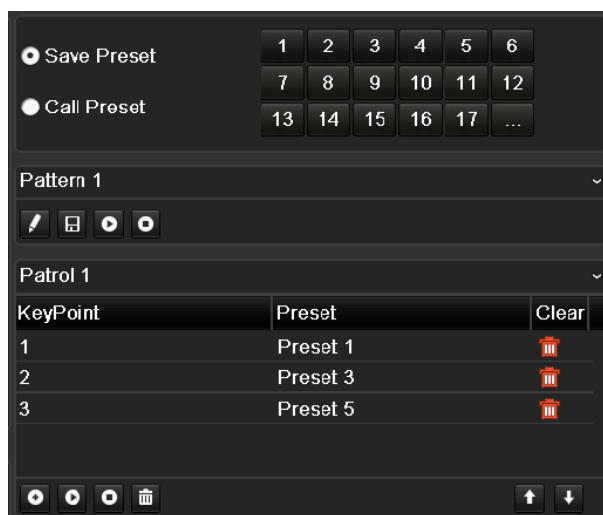 Save Preset
Call Preset
1 2 3 4 5 6
7 8 9 10 11 12
13 14 15 16 17 ...
Pattern 1
Patrol 1
KeyPoint Preset Clear
1 Preset 1
2 Preset 3
3 Preset 5